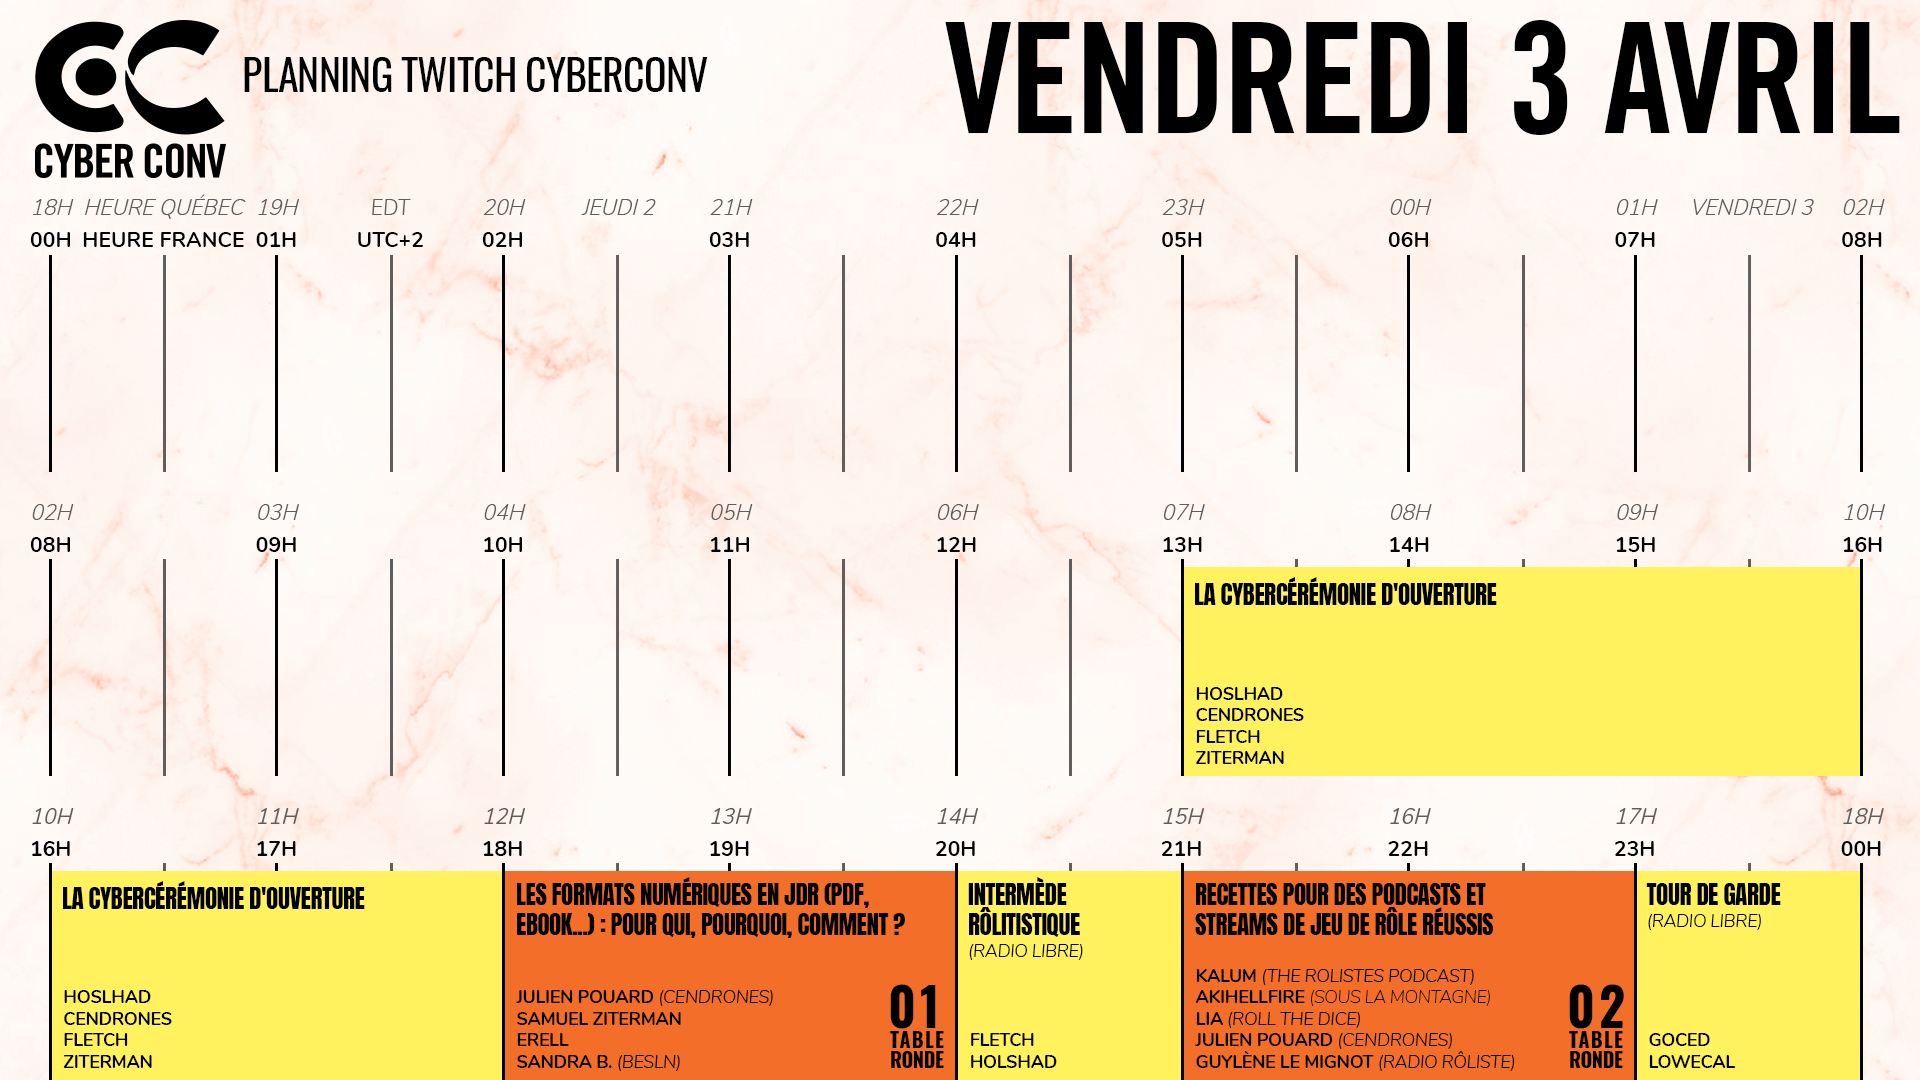 PLANNING TWITCH CYBERCONV
VENDREDI 3 AVRIL
CYBER CONV
18H HEURE QUÉBEC 19H EDT 20H JEUDI 2 21H 22H 23H 00H 01H VENDREDI 3 02H
00H HEURE FRANCE 01H UTC+2 02H 03H 04H 05H 06H 07H 08H
02H 03H 04H 05H 06H 07H 08H 09H 10H
08H 09H 10H 11H 12H 13H 14H 15H 16H
LA CYBERCÉRÉMONIE D'OUVERTURE
HOSLHAD
CENDRONES
FLETCH
ZITERMAN
10H 11H 12H 13H 14H 15H 16H 17H 18H
16H 17H 18H 19H 20H 21H 22H 23H 00H
LA CYBERCÉRÉMONIE D'OUVERTURE
HOSLHAD
CENDRONES
FLETCH
ZITERMAN
LES FORMATS NUMÉRIQUES EN JDR (PDF,
EBOOK...) : POUR QUI, POURQUOI, COMMENT ?
JULIEN POUARD (CENDRONES)
SAMUEL ZITERMAN
ERELL
SANDRA B. (BESLN)
01
TABLE
RONDE
INTERMÈDE
RÔLITISTIQUE
(RADIO LIBRE)
FLETCH
HOLSHAD
RECETTES POUR DES PODCASTS ET
STREAMS DE JEU DE RÔLE RÉUSSIS
KALUM (THE ROLISTES PODCAST)
AKIHELLFIRE (SOUS LA MONTAGNE)
LIA (ROLL THE DICE)
JULIEN POUARD (CENDRONES)
GUYLÈNE LE MIGNOT (RADIO RÔLISTE)
02
TABLE
RONDE
TOUR DE GARDE
(RADIO LIBRE)
GOCED
LOWECAL